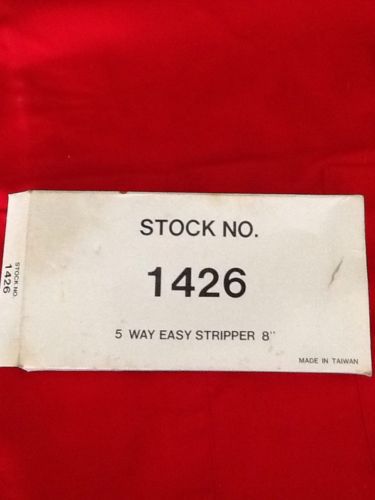 STOCK NO.
1426
5 WAY EASY STRIPPER 8"
MADE IN TAIWAN
STOCK NO.
1426